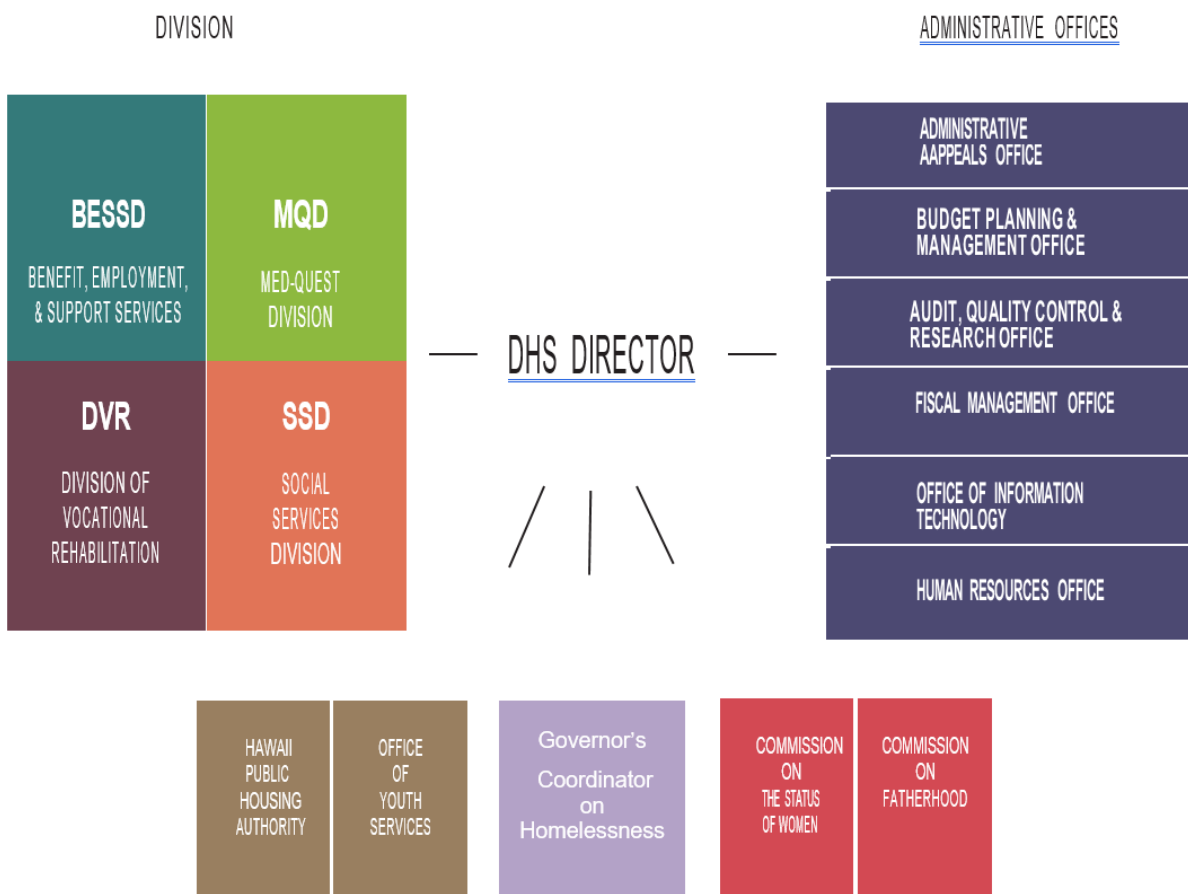 DIVISION
ADMINISTRATIVE OFFICES
BESSD
BENEFIT, EMPLOYMENT,
& SUPPORT SERVICES
MQD
MED-QUEST
DIVISION
DVR
DIVISION OF
VOCATIONAL
REHABILITATION
SSD
SOCIAL
SERVICES
DIVISION
DHS DIRECTOR
ADMINISTRATIVE
AAPPEALS OFFICE
BUDGET PLANNING &
MANAGEMENT OFFICE
AUDIT, QUALITY CONTROL &
RESEARCH OFFICE
FISCAL MANAGEMENT OFFICE
OFFICE OF INFORMATION
TECHNOLOGY
HUMAN RESOURCES OFFICE
HAWAII
PUBLIC
HOUSING
AUTHORITY
OFFICE
OF
YOUTH
SERVICES
Governor's
Coordinator
on
Homelessness
COMMISSION
ON
THE STATUS
OF WOMEN
COMMISSION
ON
FATHERHOOD